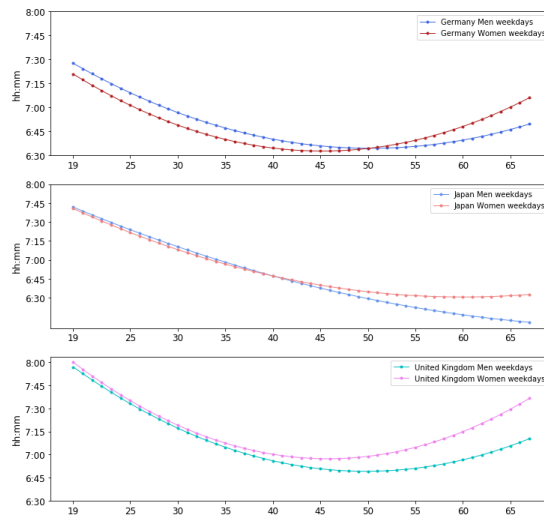 8:00
7:45
7:30
7:15
7:00
6:45
6:30
hh:mm
Germany Men weekdays
Germany Women weekdays
19 25 30 35 40 45 50 55 60 65
8:00
7:45
7:30
7:15
7:00
6:45
6:30
hh:mm
Japan Men weekdays
Japan Women weekdays
19 25 30 35 40 45 50 55 60 65
8:00
7:45
7:30
7:15
7:00
6:45
6:30
hh:mm
United Kingdom Men weekdays
United Kingdom Women weekdays
19 25 30 35 40 45 50 55 60 65